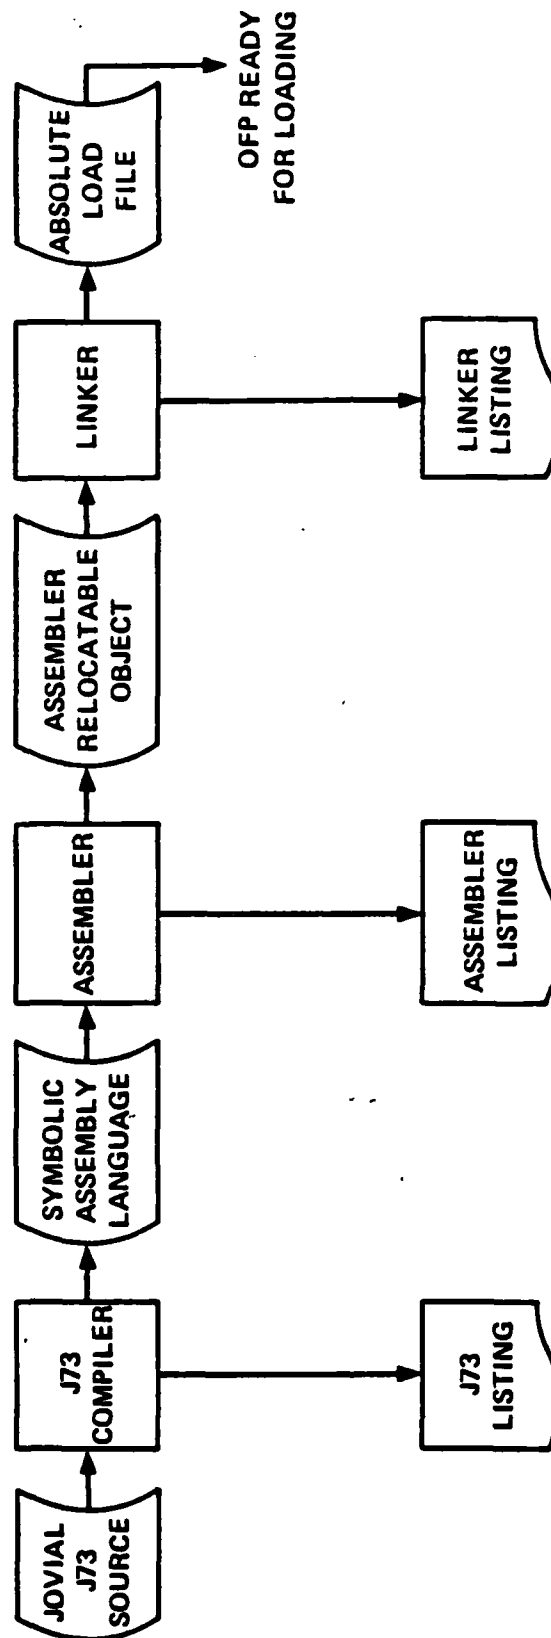 JOVIAL
J73
SOURCE
J73
COMPILER
SYMBOLIC
ASSEMBLY
LANGUAGE
ASSEMBLER
ASSEMBLER
RELOCATABLE
OBJECT
LINKER
ABSOLUTE
LOAD
FILE
OFP READY
FOR LOADING
J73
LISTING
ASSEMBLER
LISTING
LINKER
LISTING